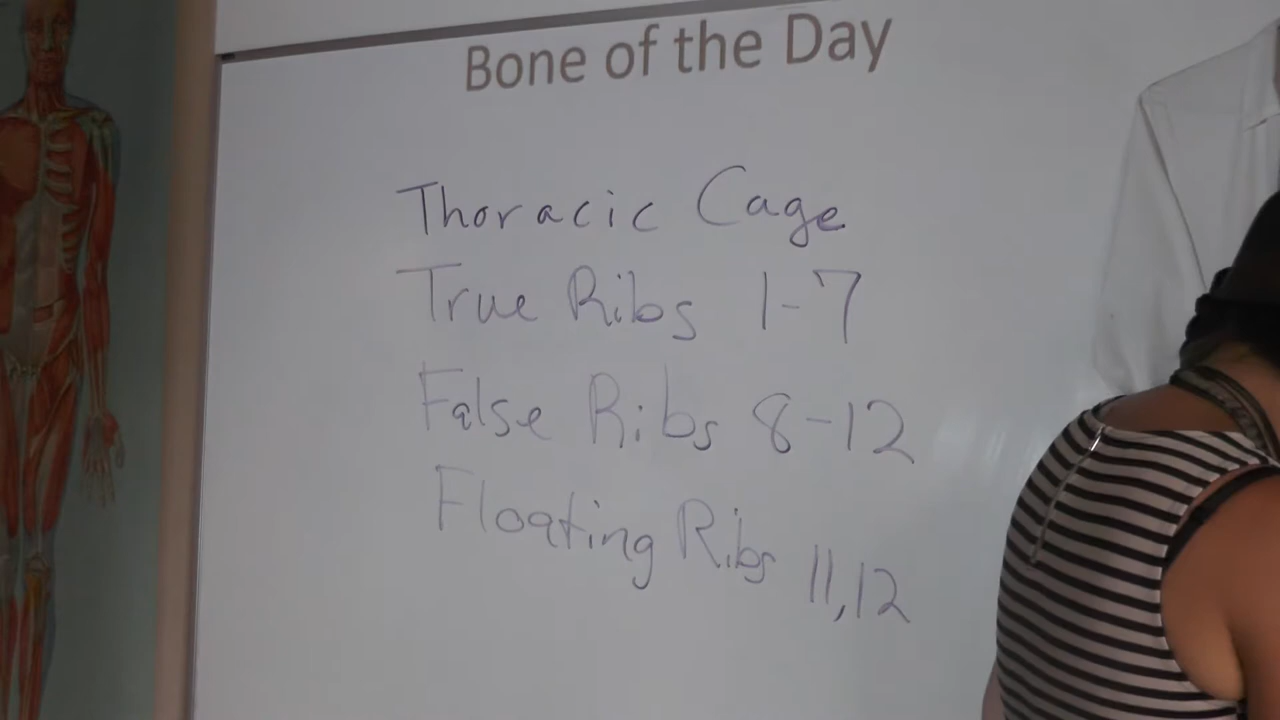 Bone of the Day
Thoracic Cage
True Ribs 1-7
False Ribs 8-12
Floating Ribs 11,12